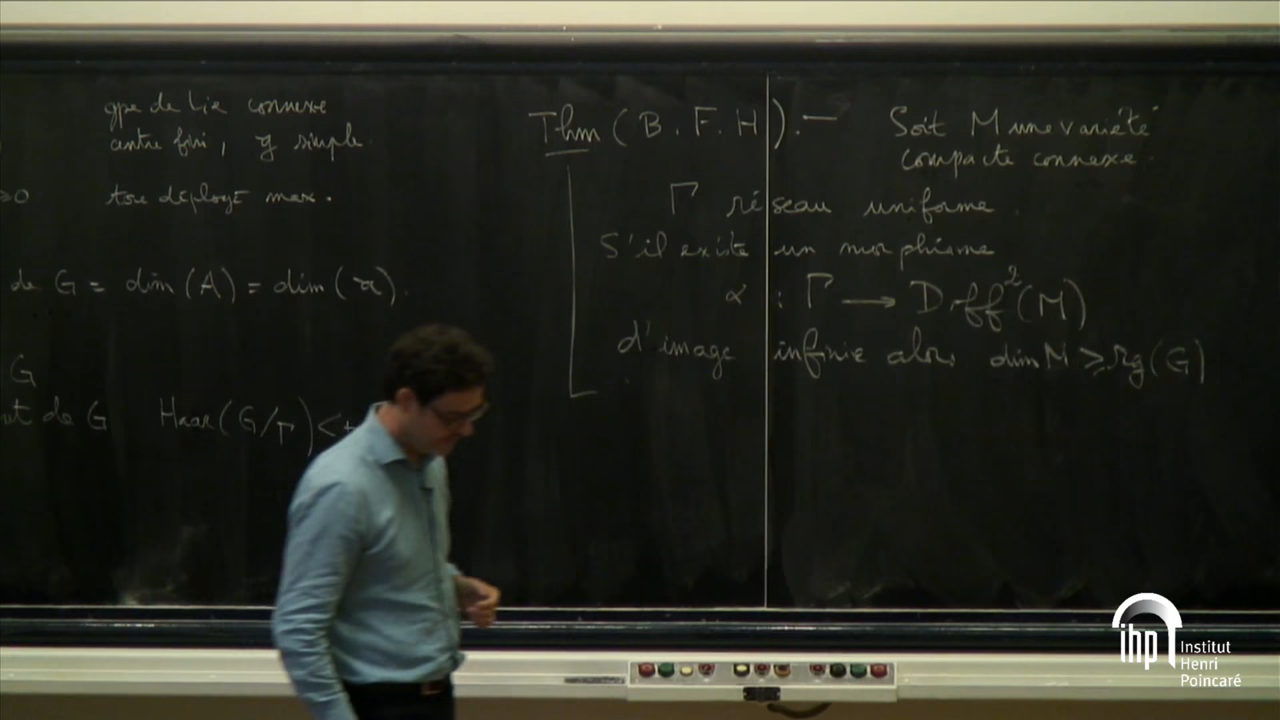 gpe de Lie connexe
centre fini, g simple.
≥0 tore déployé max.
de G = dim (A) = dim (a).
G
de G Haar (G/Γ) < +
Thm (B.F.H). — Soit M une variété
compacte connexe.
Γ réseau uniforme.
S'il existe un morphisme
α : Γ → Diff²(M)
d'image infinie alors dim M ≥ rg(G)
ihp Institut
Henri
Poincaré